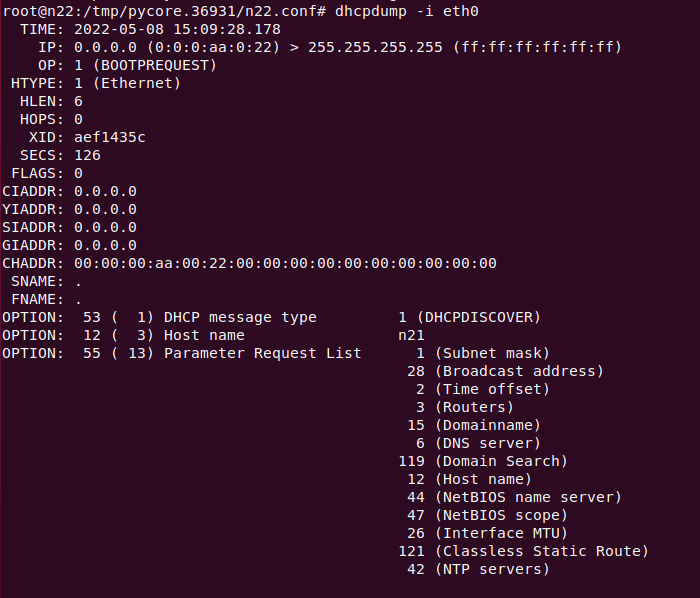 root@n22:/tmp/pycore.36931/n22.conf# dhcpdump -i eth0
  TIME: 2022-05-08 15:09:28.178
    IP: 0.0.0.0 (0:0:0:aa:0:22) > 255.255.255.255 (ff:ff:ff:ff:ff:ff)
    OP: 1 (BOOTPREQUEST)
 HTYPE: 1 (Ethernet)
  HLEN: 6
  HOPS: 0
   XID: aef1435c
  SECS: 126
 FLAGS: 0
CIADDR: 0.0.0.0
YIADDR: 0.0.0.0
SIADDR: 0.0.0.0
GIADDR: 0.0.0.0
CHADDR: 00:00:00:aa:00:22:00:00:00:00:00:00:00:00:00:00
 SNAME: .
 FNAME: .
OPTION:  53 (  1) DHCP message type         1 (DHCPDISCOVER)
OPTION:  12 (  3) Host name                 n21
OPTION:  55 ( 13) Parameter Request List      1 (Subnet mask)
                                             28 (Broadcast address)
                                              2 (Time offset)
                                              3 (Routers)
                                             15 (Domainname)
                                              6 (DNS server)
                                            119 (Domain Search)
                                             12 (Host name)
                                             44 (NetBIOS name server)
                                             47 (NetBIOS scope)
                                             26 (Interface MTU)
                                            121 (Classless Static Route)
                                             42 (NTP servers)